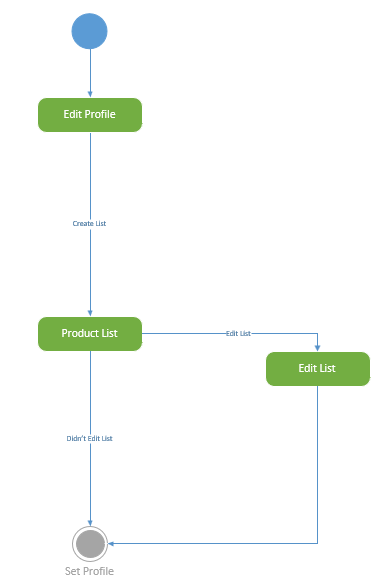 Edit Profile
Create List
Product List
Edit List
Edit List
Didn't Edit List
Set Profile